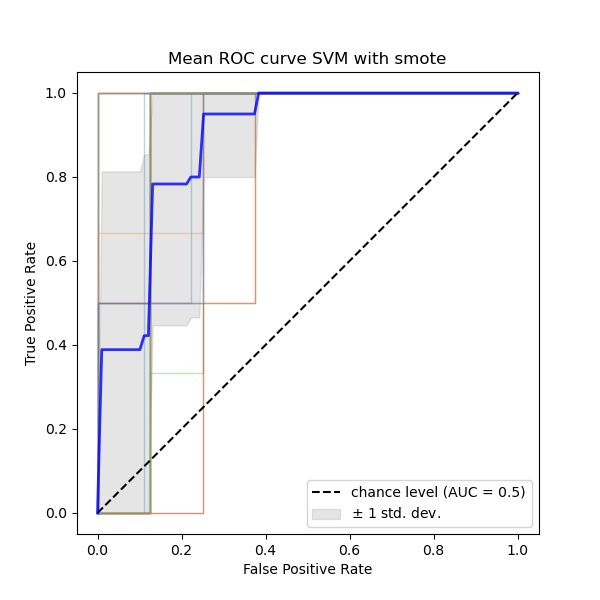 Mean ROC curve SVM with smote
True Positive Rate
1.0
0.8
0.6
0.4
0.2
0.0
chance level (AUC = 0.5)
± 1 std. dev.
0.0 0.2 0.4 0.6 0.8 1.0
False Positive Rate